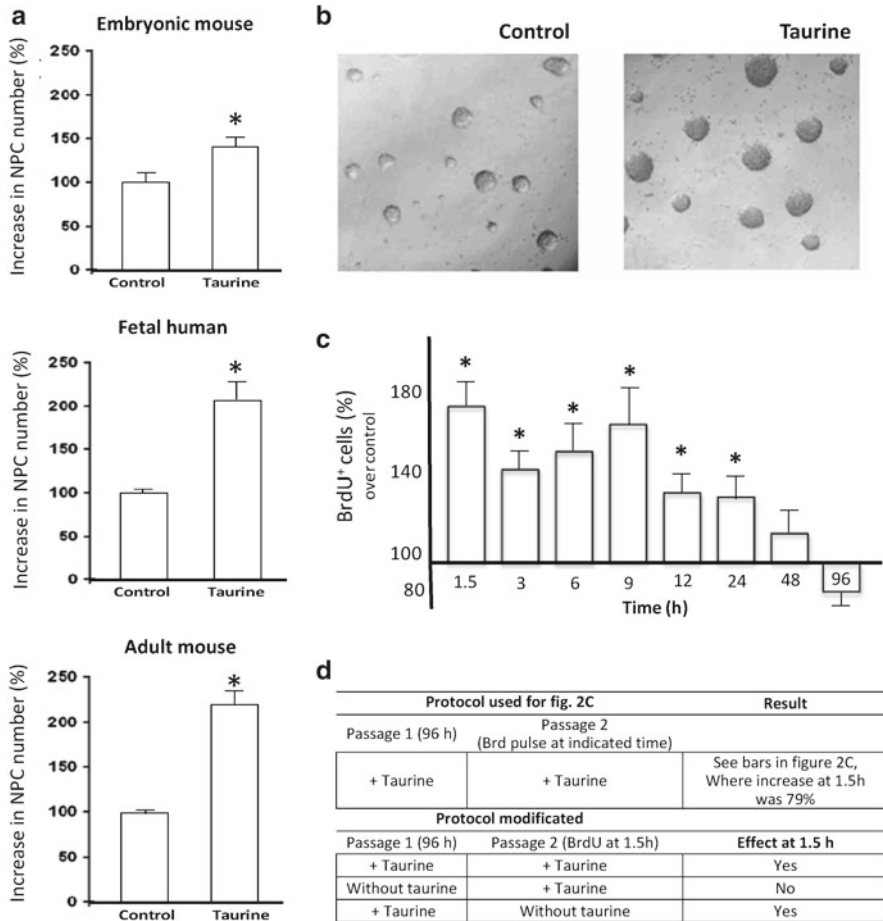 a
Embryonic mouse
Increase in NPC number (%)
250
200
150
100
50
0
*
Control
Taurine
Fetal human
Increase in NPC number (%)
250
200
150
100
50
0
*
Control
Taurine
Adult mouse
Increase in NPC number (%)
250
200
150
100
50
0
*
Control
Taurine
b
Control
Taurine
c
BrdU+ cells (%)
over control
180
140
100
80
* * * * * *
1.5 3 6 9 12 24 48 96
Time (h)
d
Protocol used for fig. 2C Result
Passage 1 (96 h) Passage 2
(Brd pulse at indicated time)
+ Taurine + Taurine See bars in figure 2C,
Where increase at 1.5h
was 79%
Protocol modificated
Passage 1 (96 h) Passage 2 (BrdU at 1.5h) Effect at 1.5 h
+ Taurine + Taurine Yes
Without taurine + Taurine No
+ Taurine Without taurine Yes